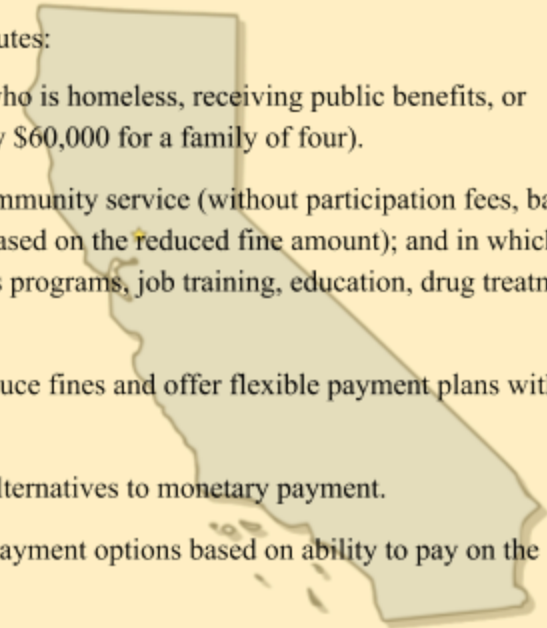 utes:
who is homeless, receiving public benefits, or
y $60,000 for a family of four).
mmunity service (without participation fees, ba
ased on the reduced fine amount); and in which
s programs, job training, education, drug treatm
uce fines and offer flexible payment plans wit
lternatives to monetary payment.
ayment options based on ability to pay on the